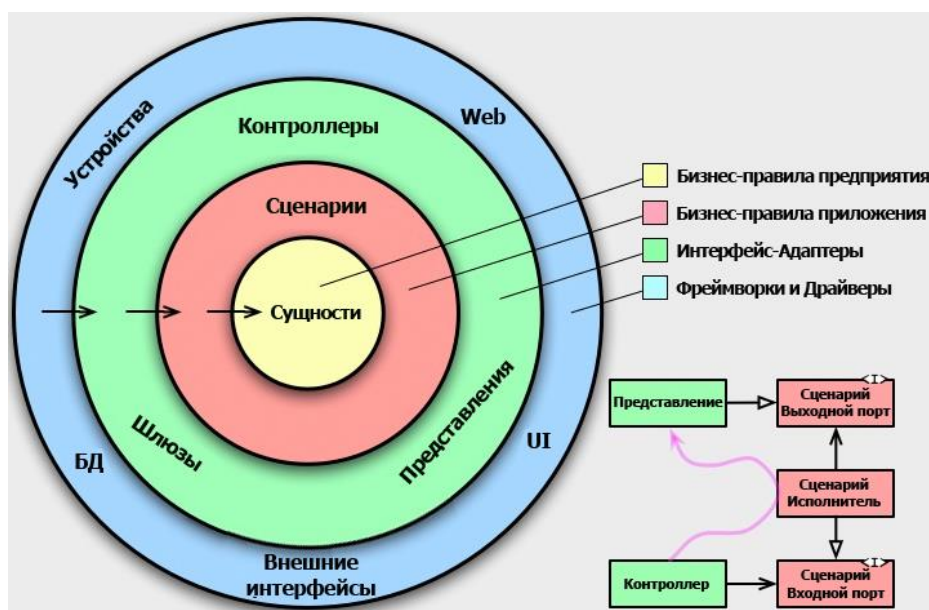 Устройства
Контроллеры
Web
Сценарии
Сущности
Шлюзы
Представления
БД
UI
Внешние
интерфейсы
Бизнес-правила предприятия
Бизнес-правила приложения
Интерфейс-Адаптеры
Фреймворки и Драйверы
Представление
<I>
Сценарий
Выходной порт
Сценарий
Исполнитель
Контроллер
<I>
Сценарий
Входной порт